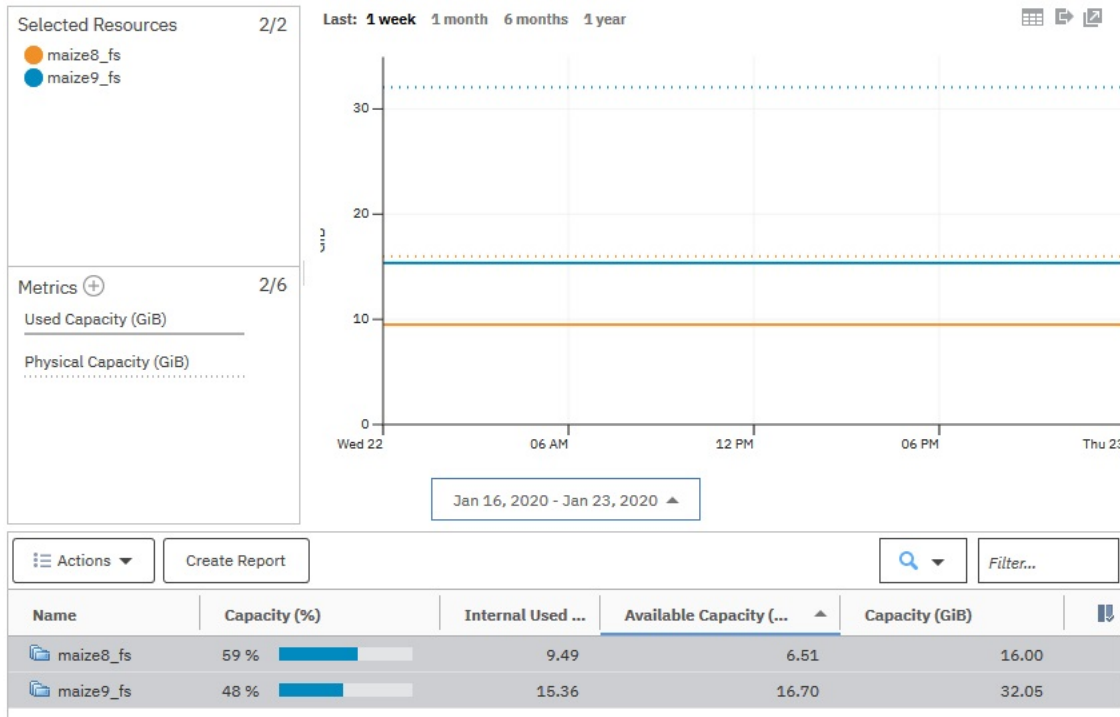 Selected Resources 2/2
maize8_fs
maize9_fs
Metrics 2/6
Used Capacity (GiB)
Physical Capacity (GiB)
Last: 1 week 1 month 6 months 1 year
30
20
10
0
Wed 22 06 AM 12 PM 06 PM Thu 23
Jan 16, 2020 - Jan 23, 2020
Actions Create Report Filter...
Name Capacity (%) Internal Used ... Available Capacity (... Capacity (GiB)
maize8_fs 59 % 9.49 6.51 16.00
maize9_fs 48 % 15.36 16.70 32.05